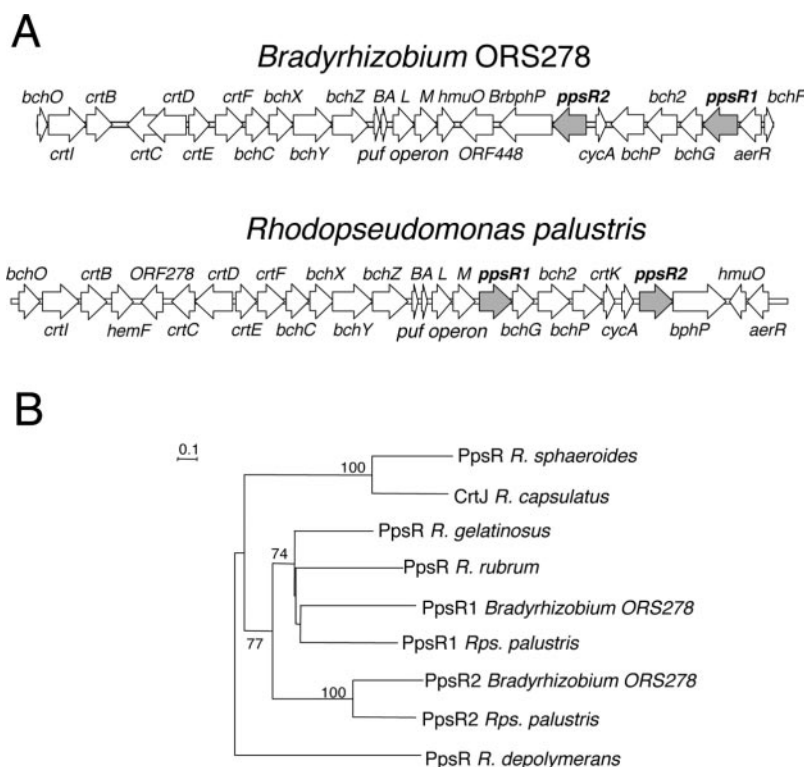 A
Bradyrhizobium ORS278
bchO crtB crtD crtF bchX bchZ BA L M hmuO BrbphP ppsR2 bch2 ppsR1 bchF
crtI crtC crtE bchC bchY puf operon ORF448 cycA bchP bchG aerR
Rhodopseudomonas palustris
bchO crtB ORF278 crtD crtF bchX bchZ BA L M ppsR1 bch2 crtK ppsR2 hmuO
crtI hemF crtC crtE bchC bchY puf operon bchG bchP cycA bphP aerR
B
0.1
100
PpsR R. sphaeroides
CrtJ R. capsulatus
PpsR R. gelatinosus
74
PpsR R. rubrum
PpsR1 Bradyrhizobium ORS278
77
PpsR1 Rps. palustris
PpsR2 Bradyrhizobium ORS278
100
PpsR2 Rps. palustris
PpsR R. depolymerans